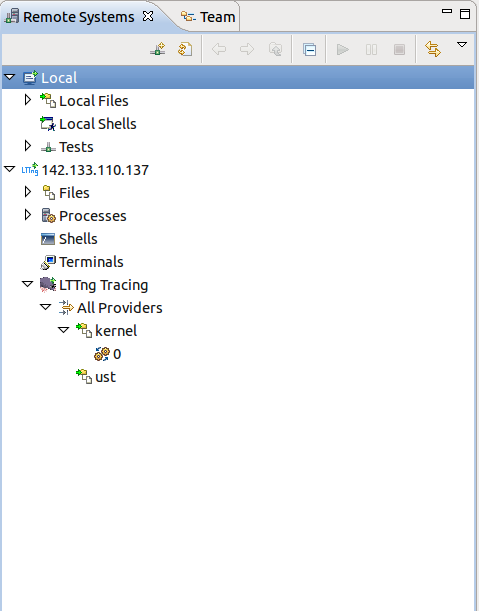 Remote Systems Team
Local
Local Files
Local Shells
Tests
LTTng 142.133.110.137
Files
Processes
Shells
Terminals
LTTng Tracing
All Providers
kernel
0
ust